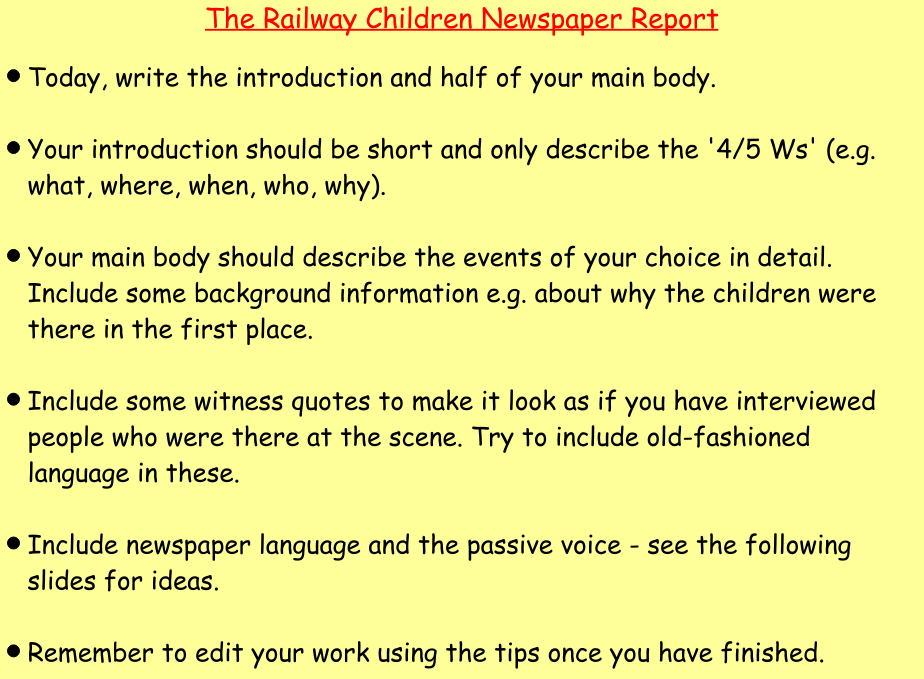 The Railway Children Newspaper Report
• Today, write the introduction and half of your main body.
• Your introduction should be short and only describe the '4/5 Ws' (e.g.
what, where, when, who, why).
• Your main body should describe the events of your choice in detail.
Include some background information e.g. about why the children were
there in the first place.
• Include some witness quotes to make it look as if you have interviewed
people who were there at the scene. Try to include old-fashioned
language in these.
• Include newspaper language and the passive voice - see the following
slides for ideas.
• Remember to edit your work using the tips once you have finished.